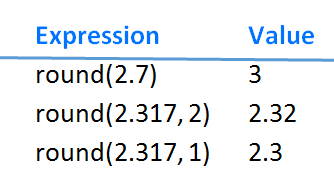 Expression Value
round(2.7) 3
round(2.317, 2) 2.32
round(2.317, 1) 2.3